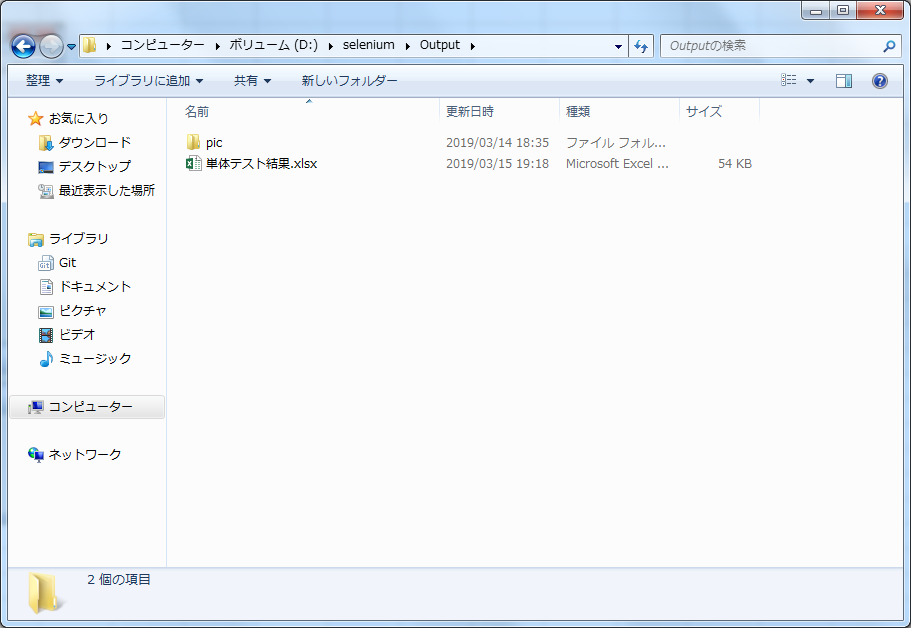 コンピューター ▸ ボリューム (D:) ▸ selenium ▸ Output ▸
Outputの検索
整理 ライブラリに追加 共有 新しいフォルダー
お気に入り
ダウンロード
デスクトップ
最近表示した場所
ライブラリ
Git
ドキュメント
ピクチャ
ビデオ
ミュージック
コンピューター
ネットワーク
名前 更新日時 種類 サイズ
pic 2019/03/14 18:35 ファイル フォル...
単体テスト結果.xlsx 2019/03/15 19:18 Microsoft Excel ... 54 KB
2 個の項目